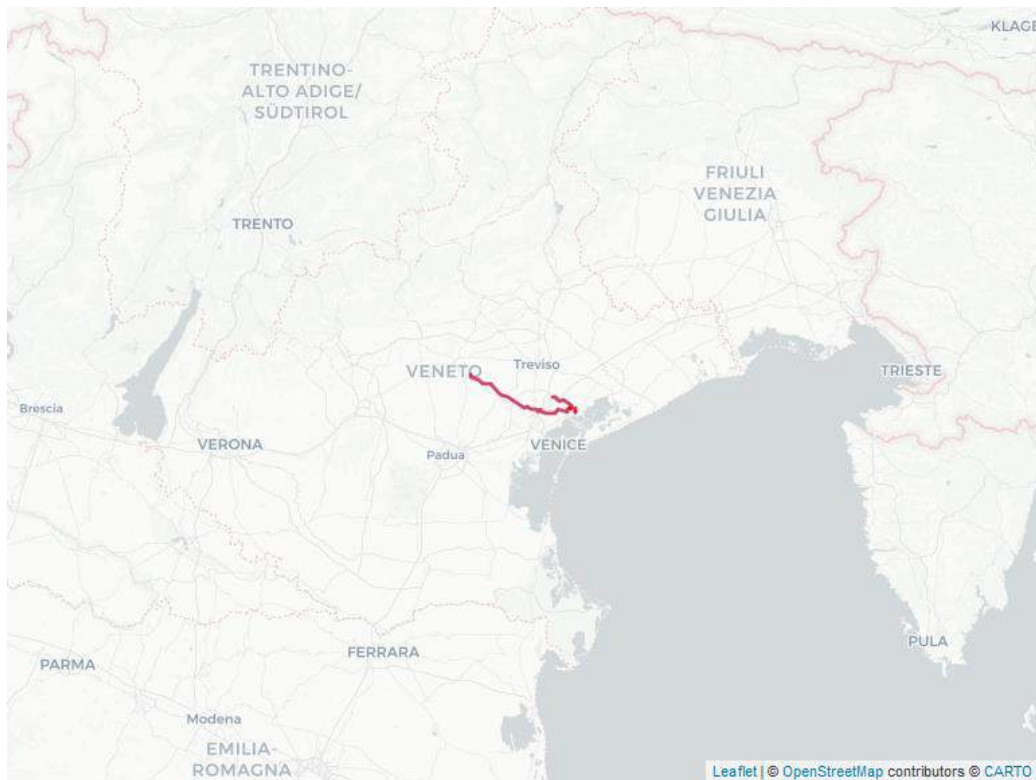 KLAGE
TRENTINO-
ALTO ADIGE/
SÜDTIROL
FRIULI
VENEZIA
GIULIA
TRENTO
Treviso
VENETO
TRIESTE
Brescia
VERONA
VENICE
Padua
PULA
FERRARA
PARMA
Modena
EMILIA-
ROMAGNA
Leaflet | © OpenStreetMap contributors © CARTO